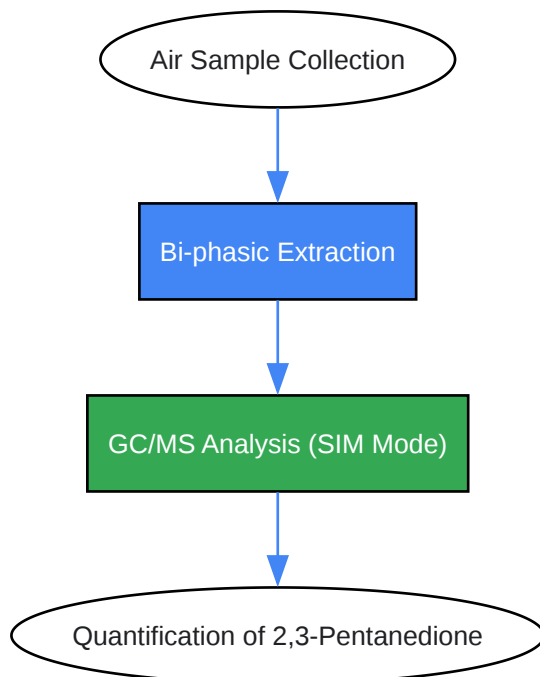 Air Sample Collection
Bi-phasic Extraction
GC/MS Analysis (SIM Mode)
Quantification of 2,3-Pentanedione